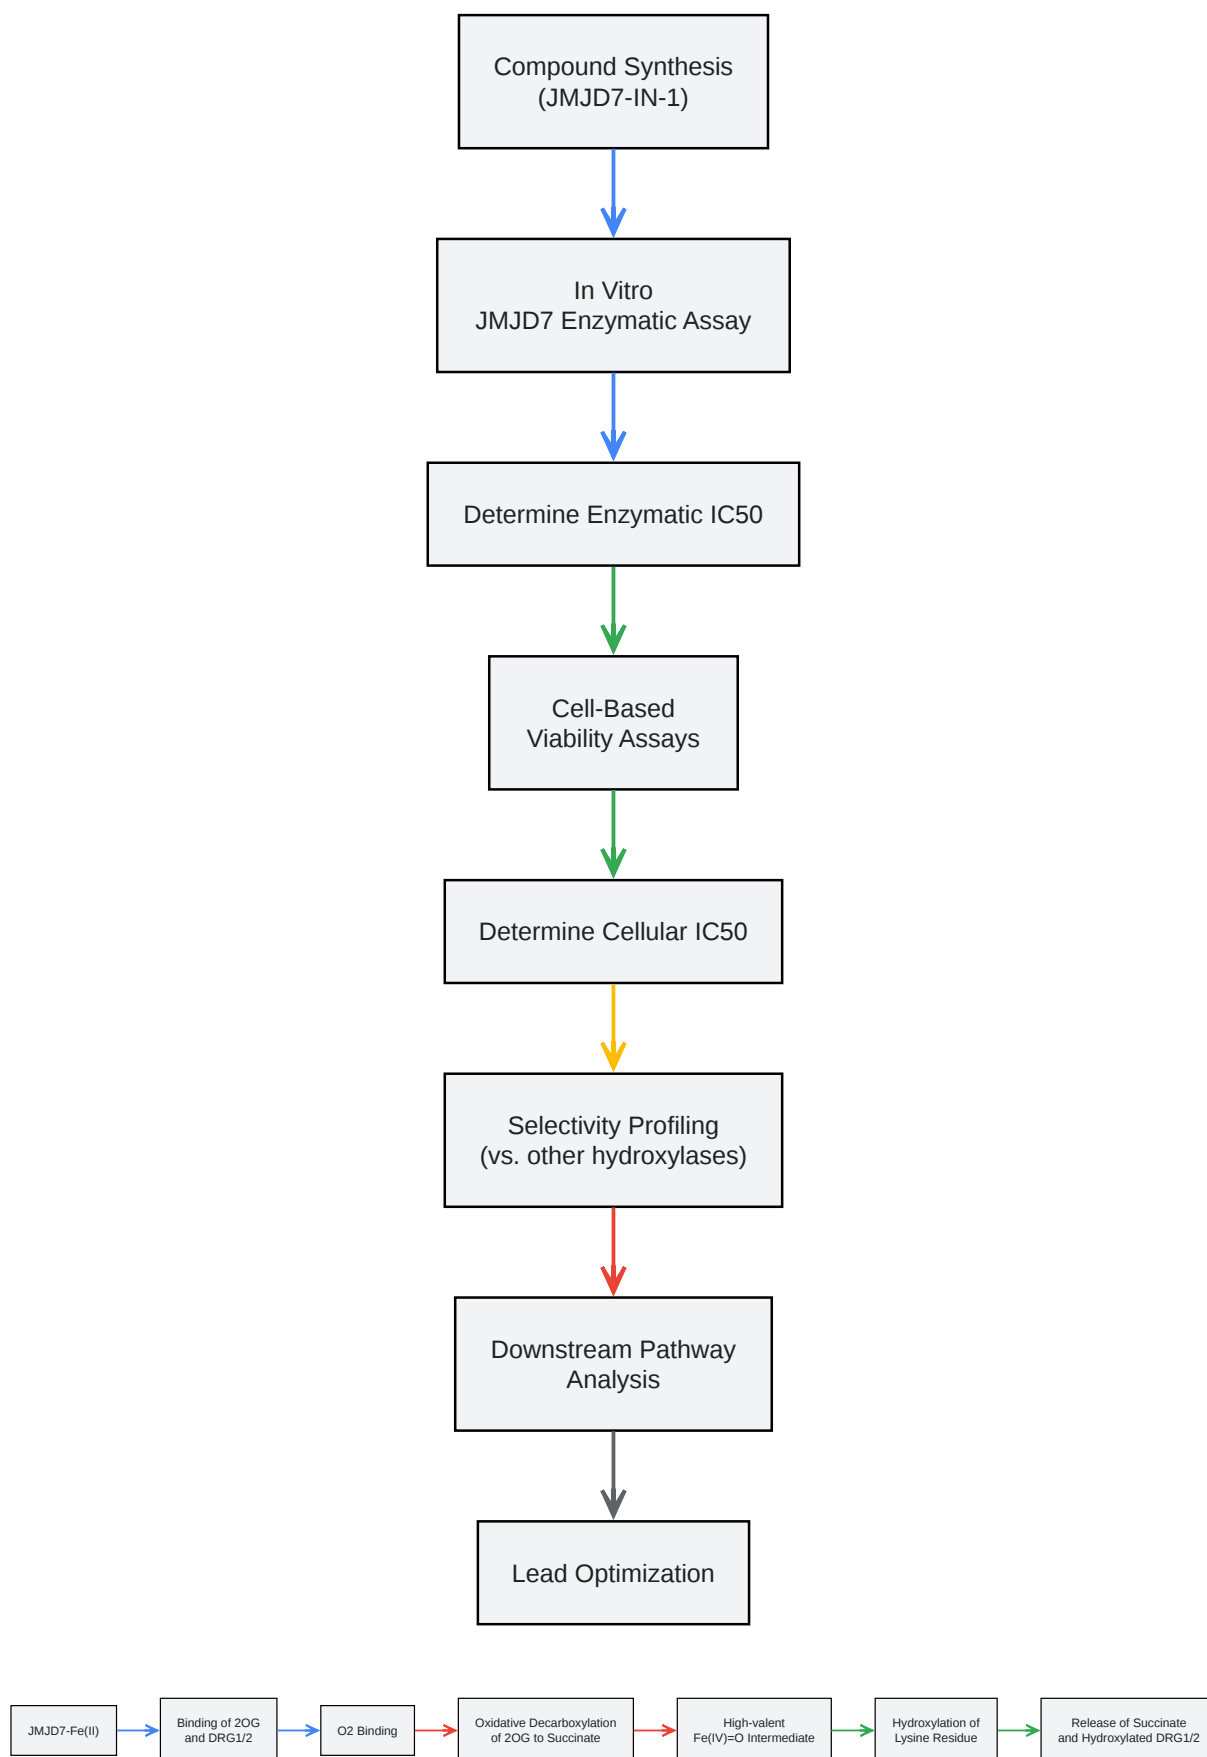 Compound Synthesis
(JMJD7-IN-1)
In Vitro
JMJD7 Enzymatic Assay
Determine Enzymatic IC50
Cell-Based
Viability Assays
Determine Cellular IC50
Selectivity Profiling
(vs. other hydroxylases)
Downstream Pathway
Analysis
Lead Optimization
JMJD7-Fe(II)
Binding of 2OG
and DRG1/2
O2 Binding
Oxidative Decarboxylation
of 2OG to Succinate
High-valent
Fe(IV)=O Intermediate
Hydroxylation of
Lysine Residue
Release of Succinate
and Hydroxylated DRG1/2